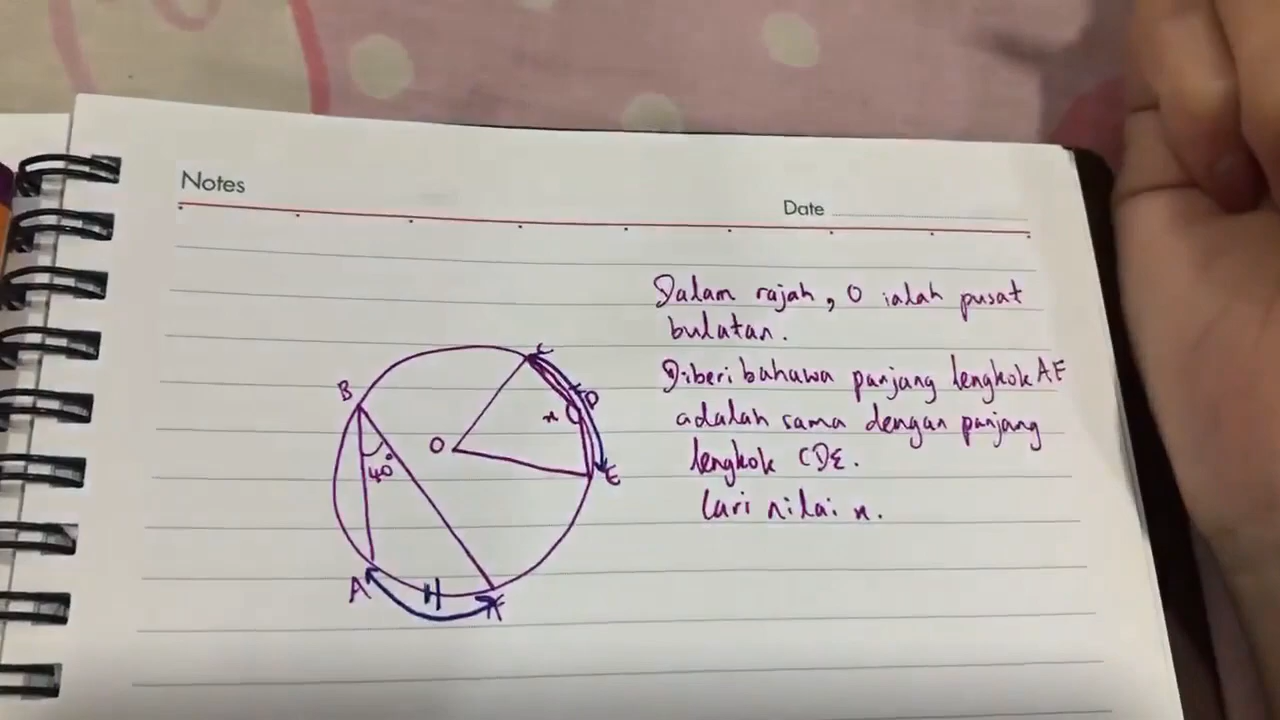 Notes
Date
Dalam rajah, O ialah pusat
bulatan.
Diberi bahawa panjang lengkok AF
adalah sama dengan panjang
lengkok CDE.
Cari nilai x.
B
C
D
x
O
40°
E
A
F